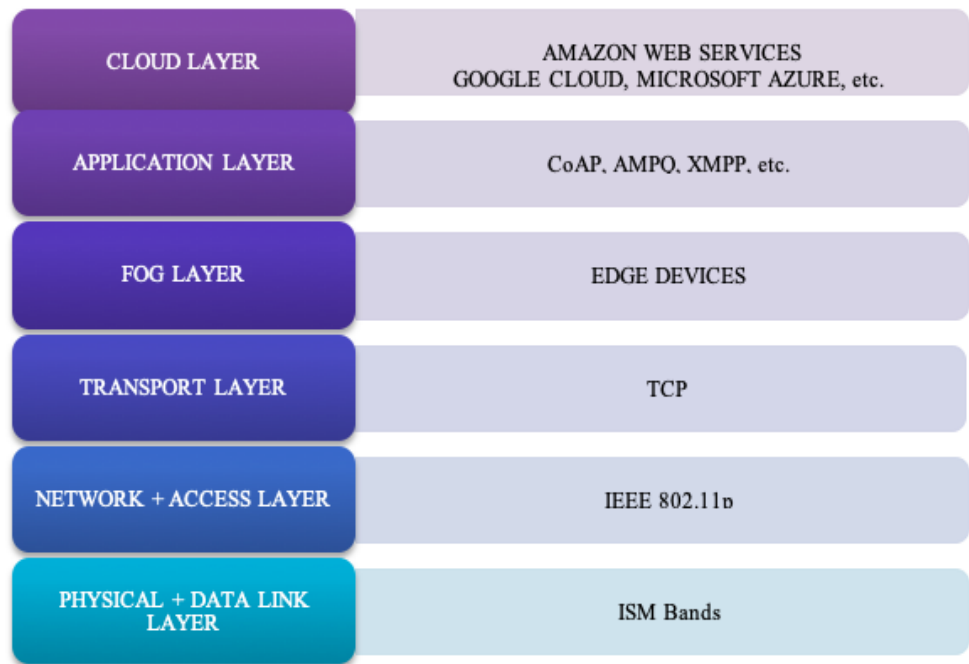 CLOUD LAYER
AMAZON WEB SERVICES
GOOGLE CLOUD, MICROSOFT AZURE, etc.
APPLICATION LAYER
CoAP, AMPQ, XMPP, etc.
FOG LAYER
EDGE DEVICES
TRANSPORT LAYER
TCP
NETWORK + ACCESS LAYER
IEEE 802.11p
PHYSICAL + DATA LINK
LAYER
ISM Bands